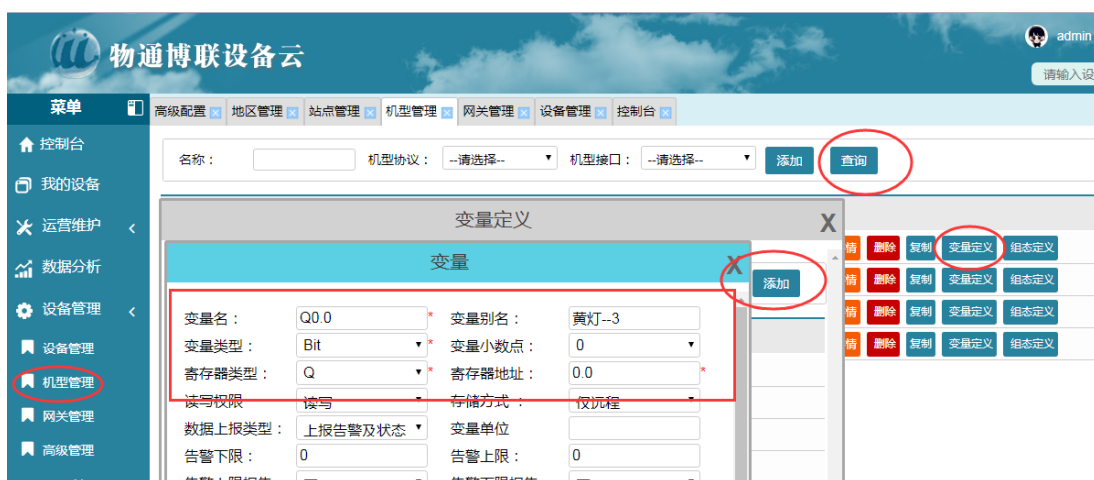 物通博联设备云
admin
请输入设
菜单
高级配置 地区管理 站点管理 机型管理 网关管理 设备管理 控制台
控制台
我的设备
运营维护
数据分析
设备管理
设备管理
机型管理
网关管理
高级管理
名称： 机型协议： --请选择-- 机型接口： --请选择-- 添加 查询
变量定义 X
变量 X
添加
情 删除 复制 变量定义 组态定义
情 删除 复制 变量定义 组态定义
情 删除 复制 变量定义 组态定义
情 删除 复制 变量定义 组态定义
变量名： Q0.0 * 变量别名： 黄灯--3
变量类型： Bit * 变量小数点： 0
寄存器类型： Q * 寄存器地址： 0.0 *
读写权限 读写 存储方式 ： 仅远程
数据上报类型： 上报告警及状态 变量单位
告警下限： 0 告警上限： 0